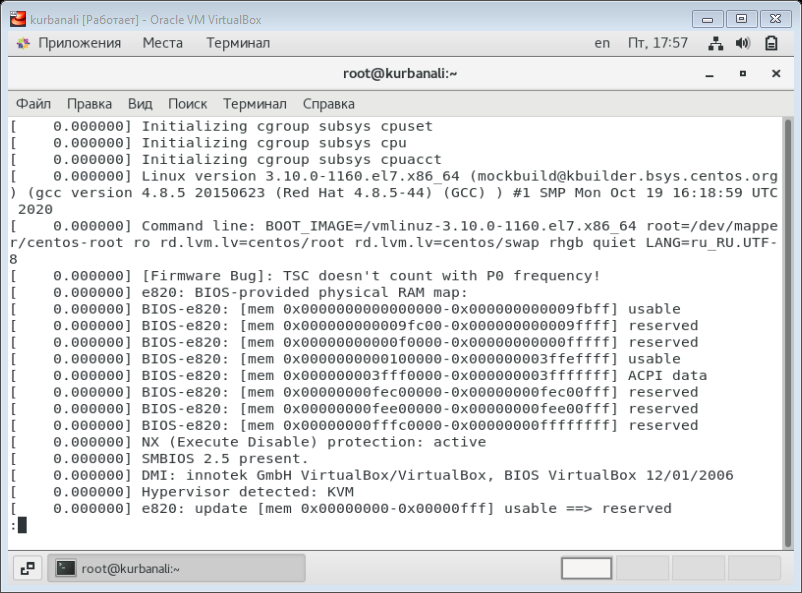 kurbanali [Работает] - Oracle VM VirtualBox
Приложения Места Терминал en Пт, 17:57
root@kurbanali:~
Файл Правка Вид Поиск Терминал Справка
[    0.000000] Initializing cgroup subsys cpuset
[    0.000000] Initializing cgroup subsys cpu
[    0.000000] Initializing cgroup subsys cpuacct
[    0.000000] Linux version 3.10.0-1160.el7.x86_64 (mockbuild@kbuilder.bsys.centos.org
) (gcc version 4.8.5 20150623 (Red Hat 4.8.5-44) (GCC) ) #1 SMP Mon Oct 19 16:18:59 UTC
 2020
[    0.000000] Command line: BOOT_IMAGE=/vmlinuz-3.10.0-1160.el7.x86_64 root=/dev/mappe
r/centos-root ro rd.lvm.lv=centos/root rd.lvm.lv=centos/swap rhgb quiet LANG=ru_RU.UTF-
8
[    0.000000] [Firmware Bug]: TSC doesn't count with P0 frequency!
[    0.000000] e820: BIOS-provided physical RAM map:
[    0.000000] BIOS-e820: [mem 0x0000000000000000-0x000000000009fbff] usable
[    0.000000] BIOS-e820: [mem 0x000000000009fc00-0x000000000009ffff] reserved
[    0.000000] BIOS-e820: [mem 0x00000000000f0000-0x00000000000fffff] reserved
[    0.000000] BIOS-e820: [mem 0x0000000000100000-0x000000003ffeffff] usable
[    0.000000] BIOS-e820: [mem 0x000000003fff0000-0x000000003fffffff] ACPI data
[    0.000000] BIOS-e820: [mem 0x00000000fec00000-0x00000000fec00fff] reserved
[    0.000000] BIOS-e820: [mem 0x00000000fee00000-0x00000000fee00fff] reserved
[    0.000000] BIOS-e820: [mem 0x00000000fffc0000-0x00000000ffffffff] reserved
[    0.000000] NX (Execute Disable) protection: active
[    0.000000] SMBIOS 2.5 present.
[    0.000000] DMI: innotek GmbH VirtualBox/VirtualBox, BIOS VirtualBox 12/01/2006
[    0.000000] Hypervisor detected: KVM
[    0.000000] e820: update [mem 0x00000000-0x00000fff] usable ==> reserved
:
root@kurbanali:~